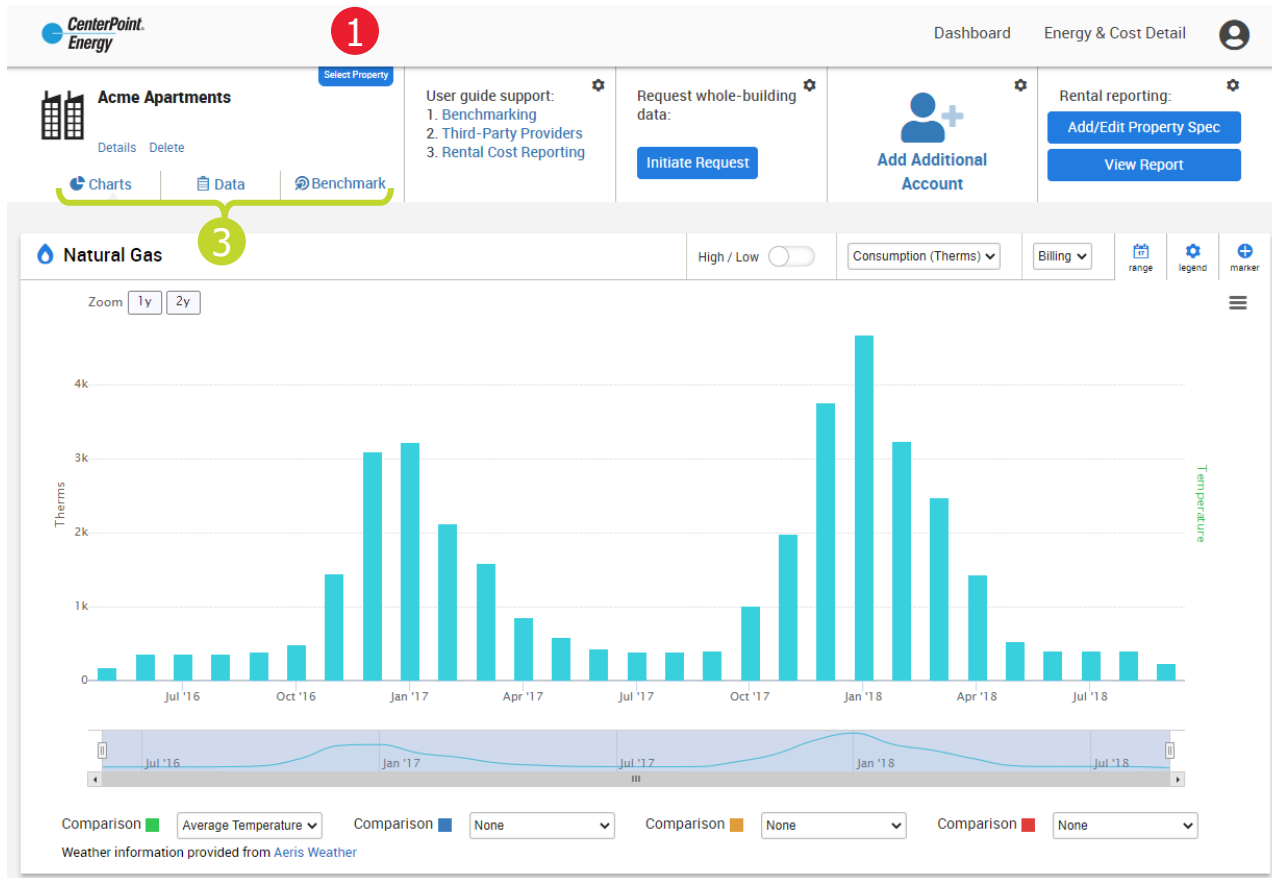 CenterPoint.
Energy
1
Dashboard
Energy & Cost Detail
Select Property
Acme Apartments
Details Delete
Charts
Data
Benchmark
3
User guide support:
1. Benchmarking
2. Third-Party Providers
3. Rental Cost Reporting
Request whole-building
data:
Initiate Request
Add Additional
Account
Rental reporting:
Add/Edit Property Spec
View Report
Natural Gas
High / Low
Consumption (Therms)
Billing
17
range
legend
marker
Zoom 1y 2y
4k
3k
2k
1k
0
Therms
Temperature
Jul '16 Oct '16 Jan '17 Apr '17 Jul '17 Oct '17 Jan '18 Apr '18 Jul '18
Jul '16 Jan '17 Jul '17 Jan '18 Jul '18
Comparison Average Temperature Comparison None Comparison None Comparison None
Weather information provided from Aeris Weather